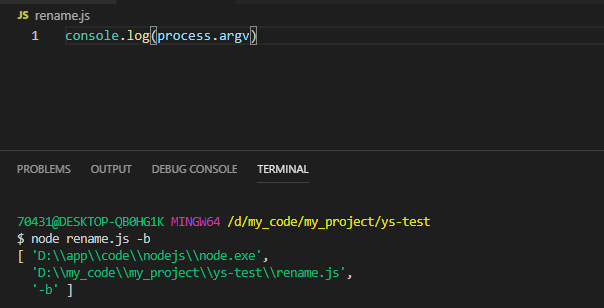 JS rename.js
1 console.log(process.argv)
PROBLEMS OUTPUT DEBUG CONSOLE TERMINAL
70431@DESKTOP-QB0HG1K MINGW64 /d/my_code/my_project/ys-test
$ node rename.js -b
[ 'D:\\app\\code\\nodejs\\node.exe',
'D:\\my_code\\my_project\\ys-test\\rename.js',
'-b' ]